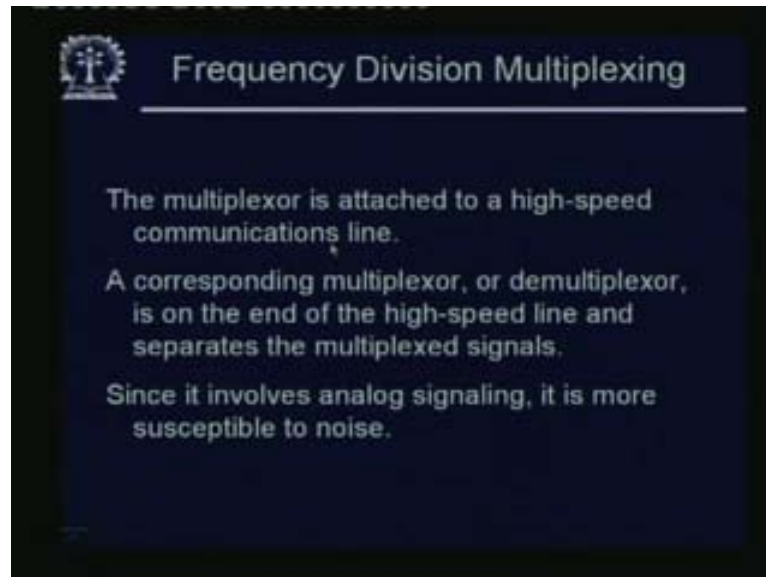 Frequency Division Multiplexing
The multiplexor is attached to a high-speed
communications line.
A corresponding multiplexor, or demultiplexor,
is on the end of the high-speed line and
separates the multiplexed signals.
Since it involves analog signaling, it is more
susceptible to noise.